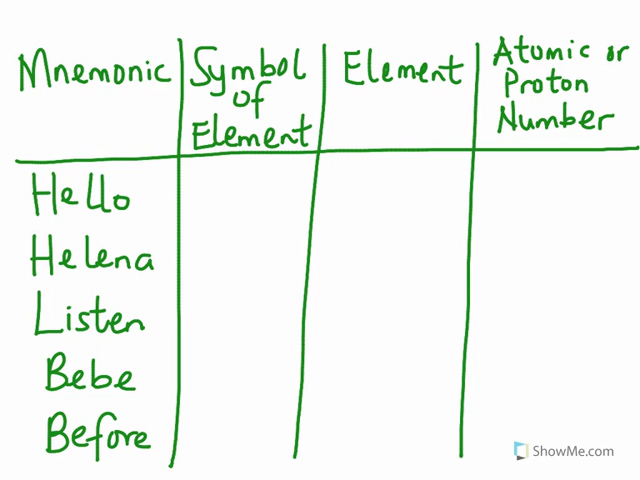 Mnemonic
Symbol
of
Element
Element
Atomic or
Proton
Number
Hello
Helena
Listen
Bebe
Before
ShowMe.com